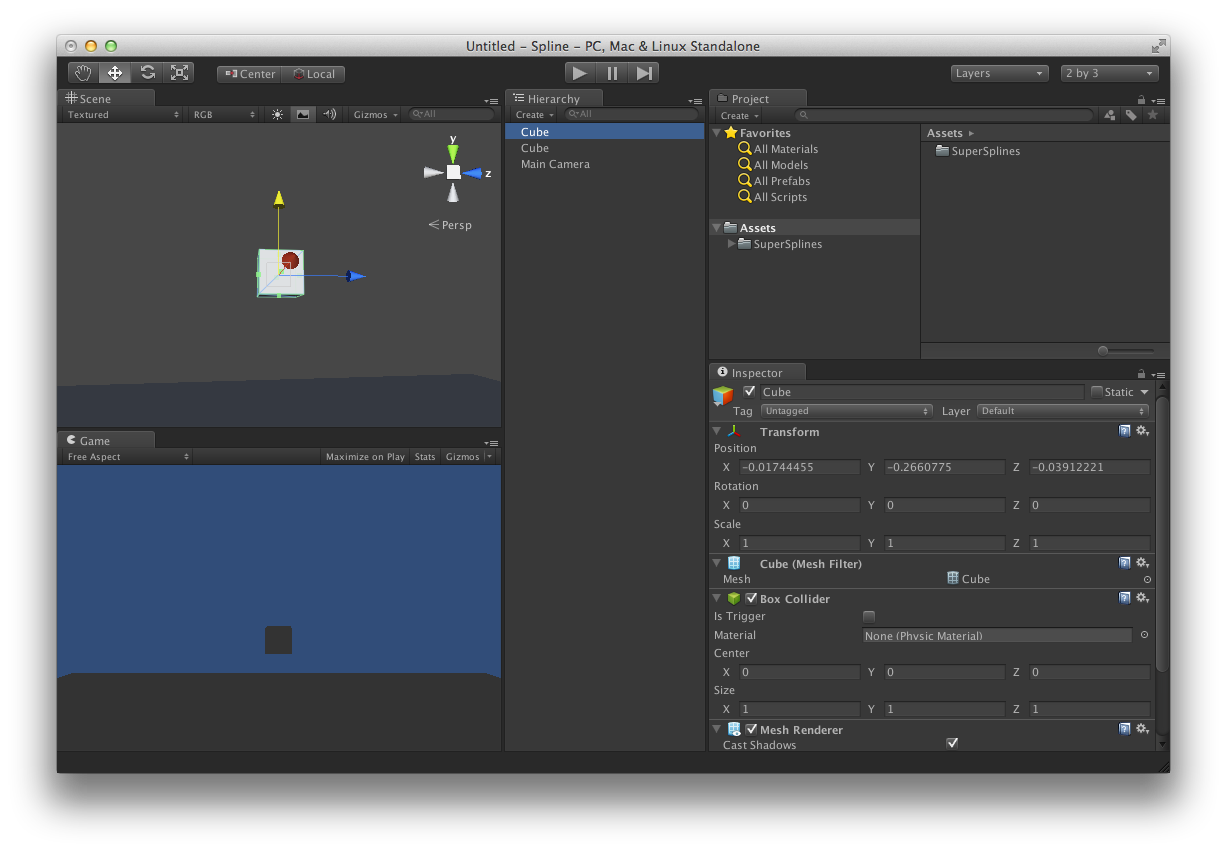 Untitled – Spline – PC, Mac & Linux Standalone
Center Local
Layers 2 by 3
Scene
Textured RGB Gizmos All
y
z
Persp
Game
Free Aspect Maximize on Play Stats Gizmos
Hierarchy
Create All
Cube
Cube
Main Camera
Project
Create
Favorites
All Materials
All Models
All Prefabs
All Scripts
Assets
SuperSplines
Assets
SuperSplines
Inspector
Cube Static
Tag Untagged Layer Default
Transform
Position
X -0.01744455 Y -0.2660775 Z -0.03912221
Rotation
X 0 Y 0 Z 0
Scale
X 1 Y 1 Z 1
Cube (Mesh Filter)
Mesh Cube
Box Collider
Is Trigger
Material None (Physic Material)
Center
X 0 Y 0 Z 0
Size
X 1 Y 1 Z 1
Mesh Renderer
Cast Shadows